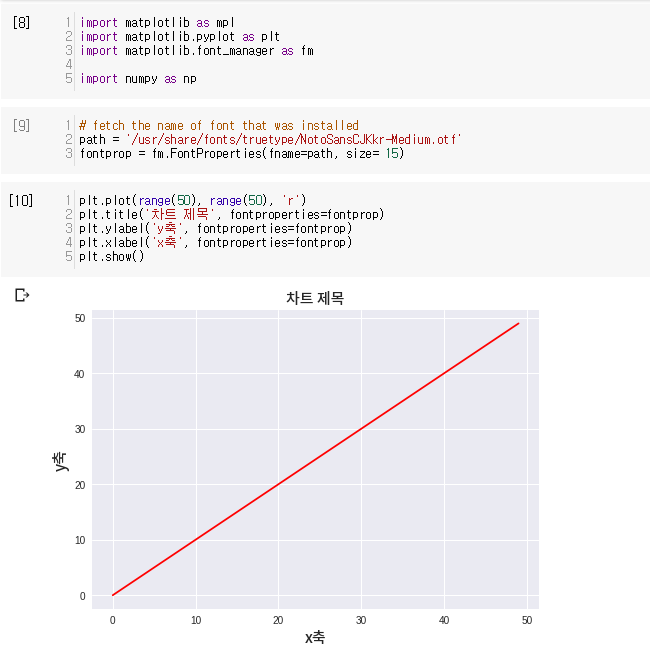 [8]
1 import matplotlib as mpl
2 import matplotlib.pyplot as plt
3 import matplotlib.font_manager as fm
4
5 import numpy as np
[9]
1 # fetch the name of font that was installed
2 path = '/usr/share/fonts/truetype/NotoSansCJKkr-Medium.otf'
3 fontprop = fm.FontProperties(fname=path, size= 15)
[10]
1 plt.plot(range(50), range(50), 'r')
2 plt.title('차트 제목', fontproperties=fontprop)
3 plt.ylabel('y축', fontproperties=fontprop)
4 plt.xlabel('x축', fontproperties=fontprop)
5 plt.show()
차트 제목
50
40
30
y축
20
10
0
0 10 20 30 40 50
x축